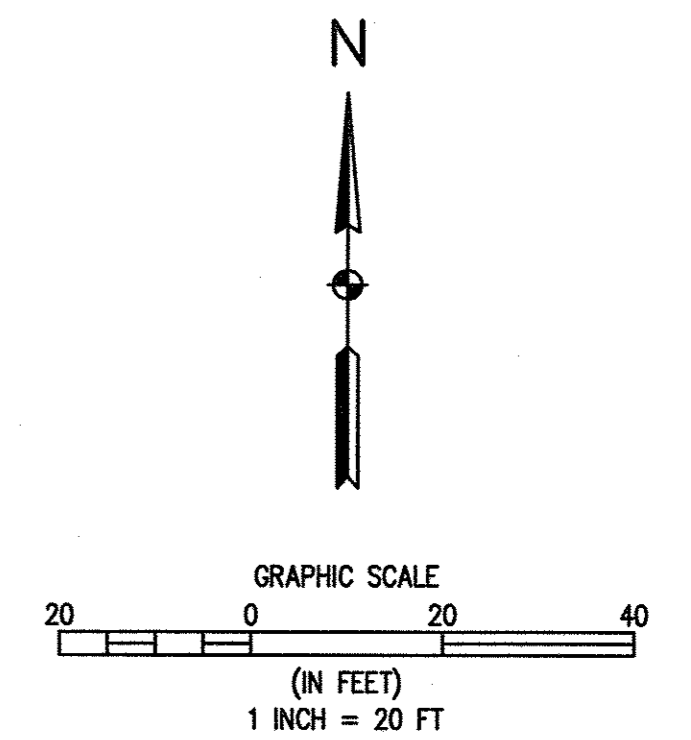 N
GRAPHIC SCALE
20 0 20 40
(IN FEET)
1 INCH = 20 FT